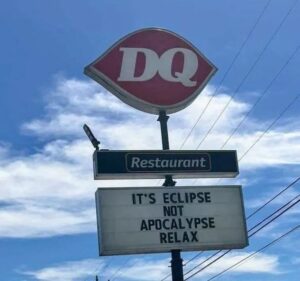 DQ
Restaurant
IT'S ECLIPSE
NOT
APOCALYPSE
RELAX